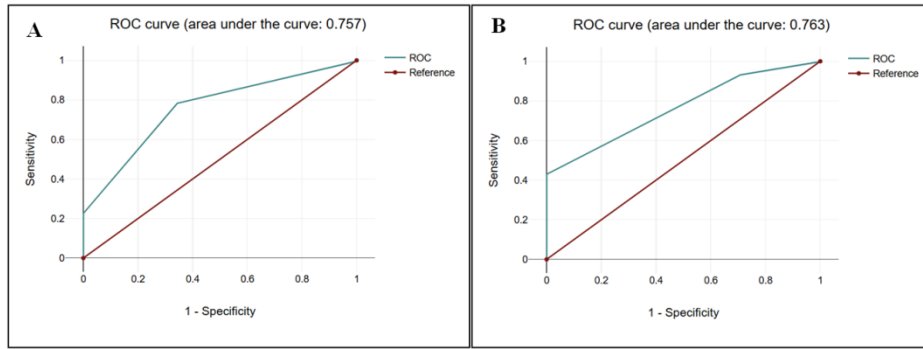 A
ROC curve (area under the curve: 0.757)
ROC
Reference
Sensitivity
1
0.8
0.6
0.4
0.2
0
0
0.2
0.4
0.6
0.8
1
1 - Specificity
B
ROC curve (area under the curve: 0.763)
ROC
Reference
Sensitivity
1
0.8
0.6
0.4
0.2
0
0
0.2
0.4
0.6
0.8
1
1 - Specificity